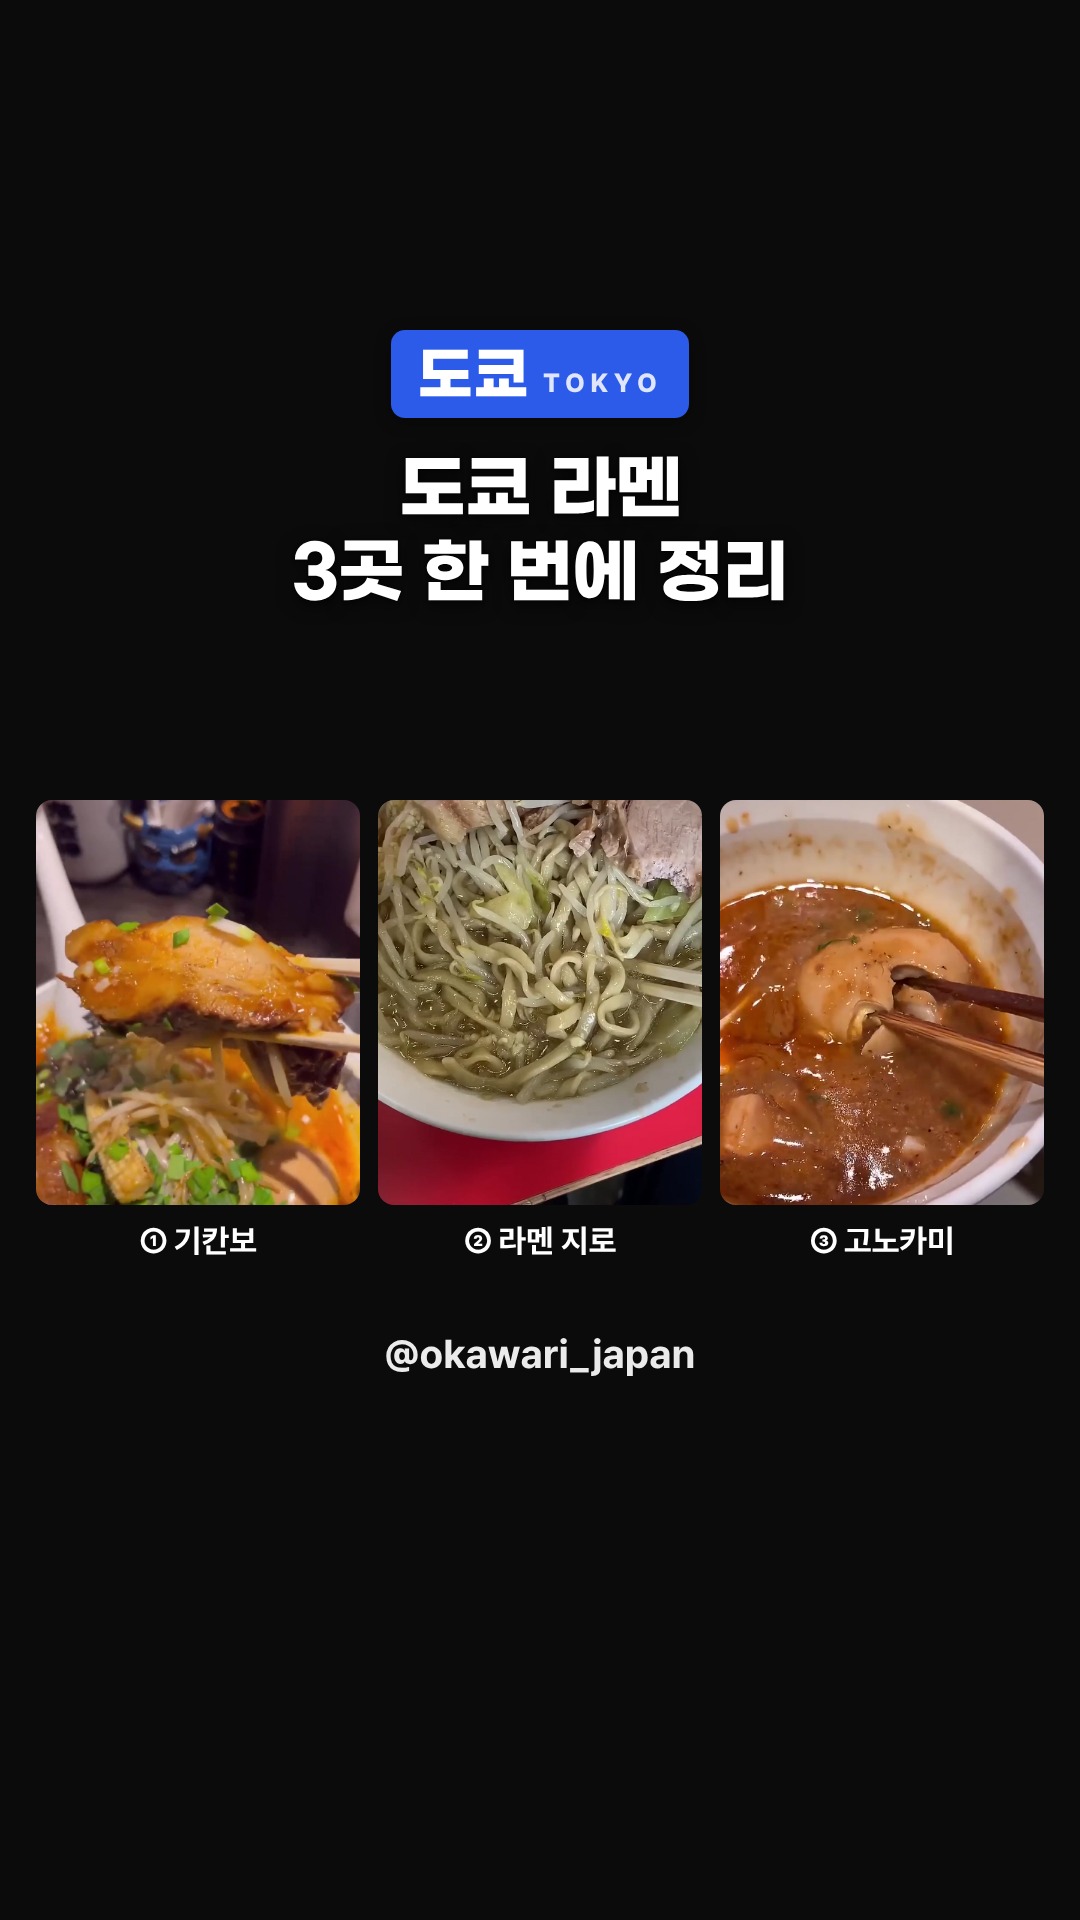 도쿄 TOKYO
도쿄 라멘
3곳 한 번에 정리
① 기칸보
② 라멘 지로
③ 고노카미
@okawari_japan